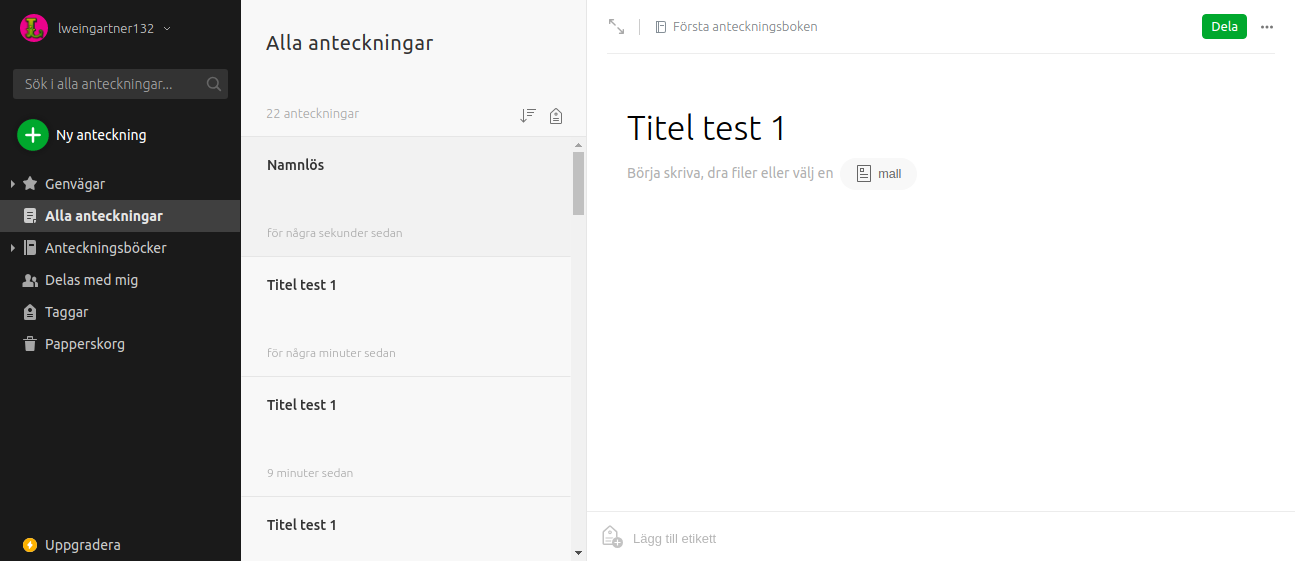 lweingartner132
Sök i alla anteckningar...
Ny anteckning
Genvägar
Alla anteckningar
Anteckningsböcker
Delas med mig
Taggar
Papperskorg
Uppgradera
Alla anteckningar
22 anteckningar
Namnlös
för några sekunder sedan
Titel test 1
för några minuter sedan
Titel test 1
9 minuter sedan
Titel test 1
Första anteckningsboken
Dela
Titel test 1
Börja skriva, dra filer eller välj en mall
Lägg till etikett